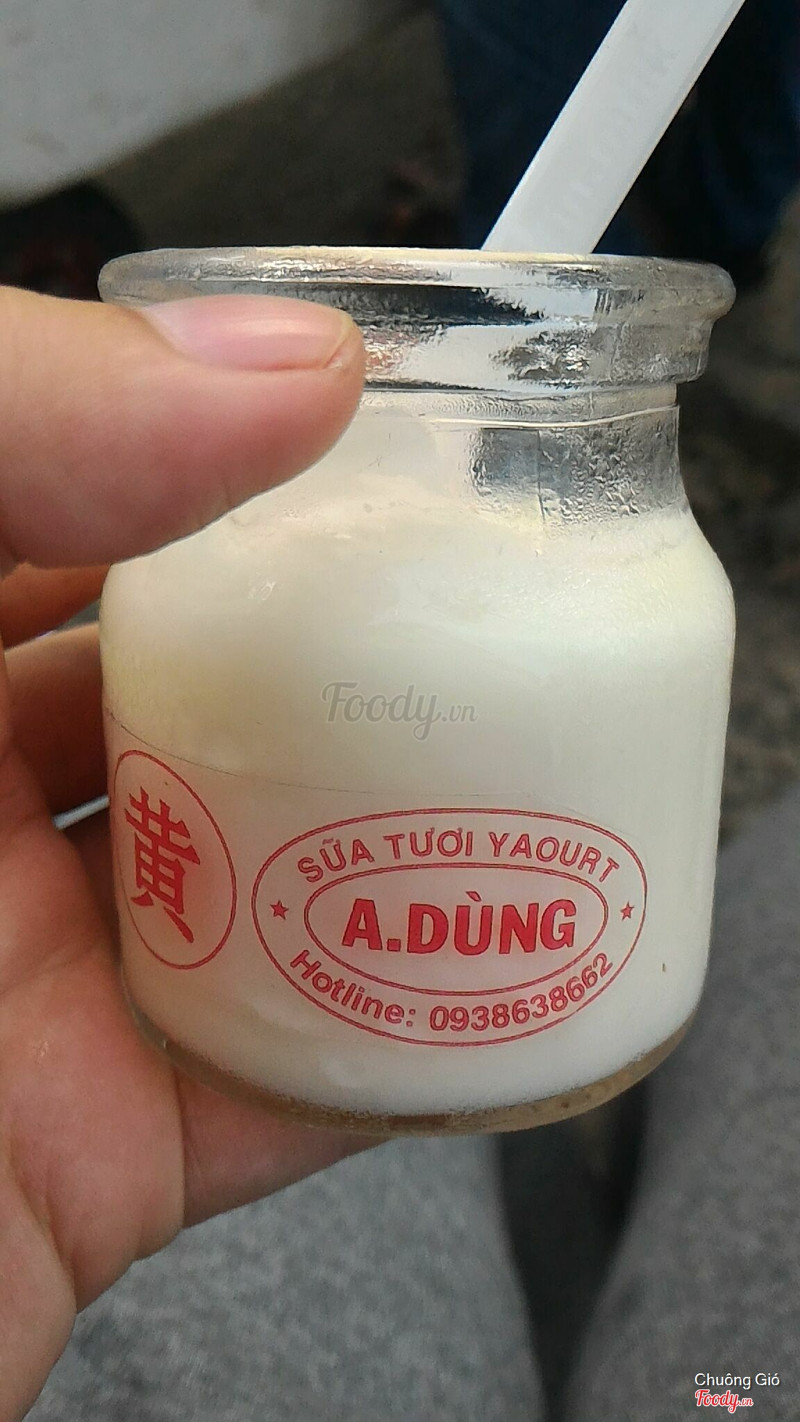 Foody.vn
黄
SỮA TƯƠI YAOURT
A.DÙNG
Hotline: 0938638662
Chuông Gió
Foody.vn